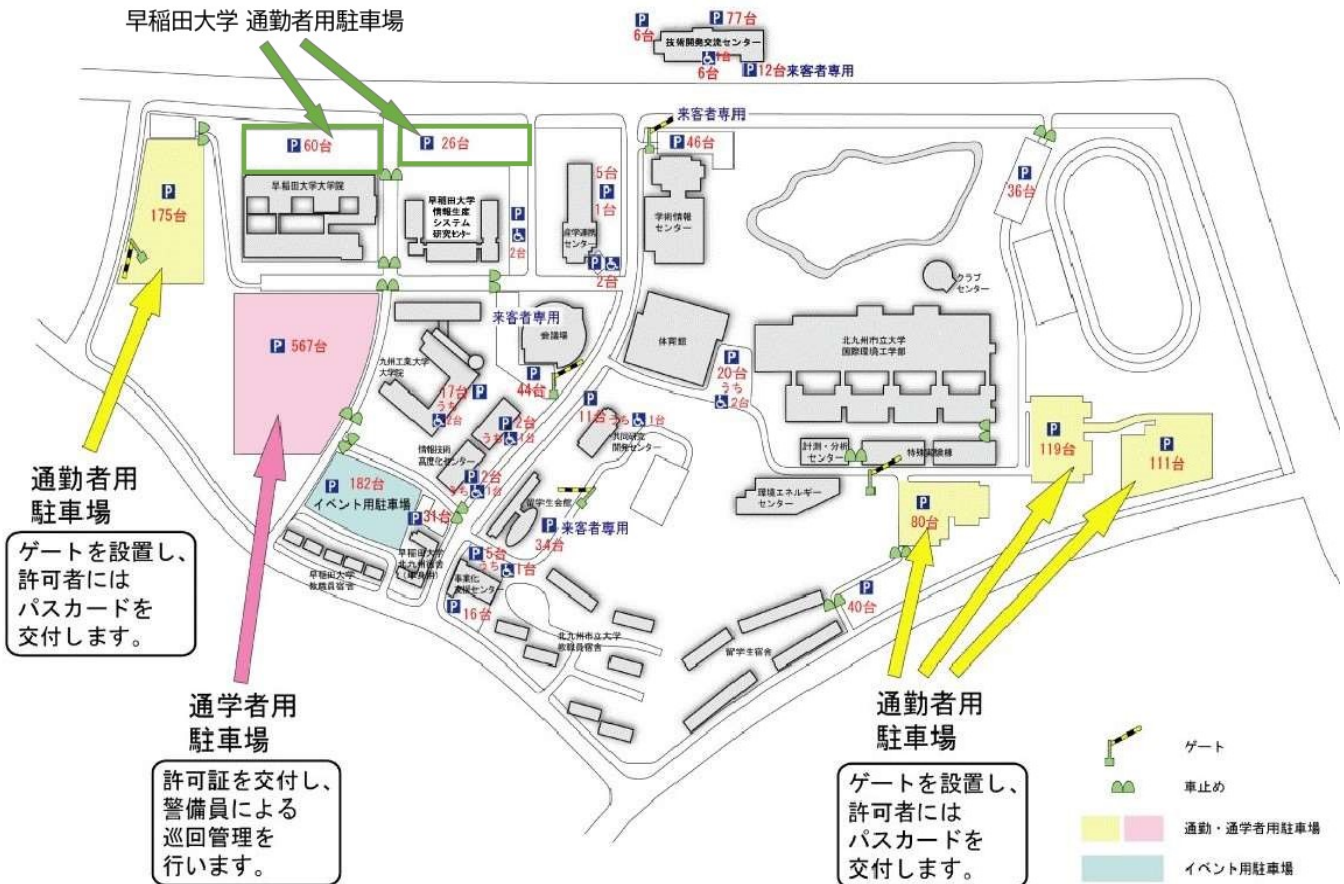 早稲田大学 通勤者用駐車場
P 6台
P 77台
技術開発交流センター
1台
6台
P 12台 来客者専用
来客者専用
P 60台
P 26台
P 46台
早稲田大学大学院
早稲田大学
情報生産
システム
研究センター
P
2台
5台
P
1台
産学連携
センター
P
2台
学術情報
センター
P
36台
P
175台
クラブ
センター
P 567台
来客者専用
会議場
P
44台
体育館
北九州市立大学
国際環境工学部
P
20台
うち
2台
九州工業大学
大学院
17台 P
うち
2台
P 2台
うち 1台
情報技術
高度化センター
P 2台
うち 1台
P
11台 うち 1台
共同研究
開発センター
計測・分析
センター
特殊実験棟
P
119台
P
111台
環境エネルギー
センター
P
80台
P 182台
イベント用駐車場
P 31台
留学生会館
来客者専用
P
34台
早稲田大学
教職員宿舎
早稲田大学
北九州宿舎
P 5台
うち 1台
事業化
支援センター
P 16台
北九州市立大学
教職員宿舎
留学生宿舎
P
40台
通勤者用
駐車場
ゲートを設置し、
許可者には
パスカードを
交付します。
通学者用
駐車場
許可証を交付し、
警備員による
巡回管理を
行います。
通勤者用
駐車場
ゲートを設置し、
許可者には
パスカードを
交付します。
ゲート
車止め
通勤・通学者用駐車場
イベント用駐車場